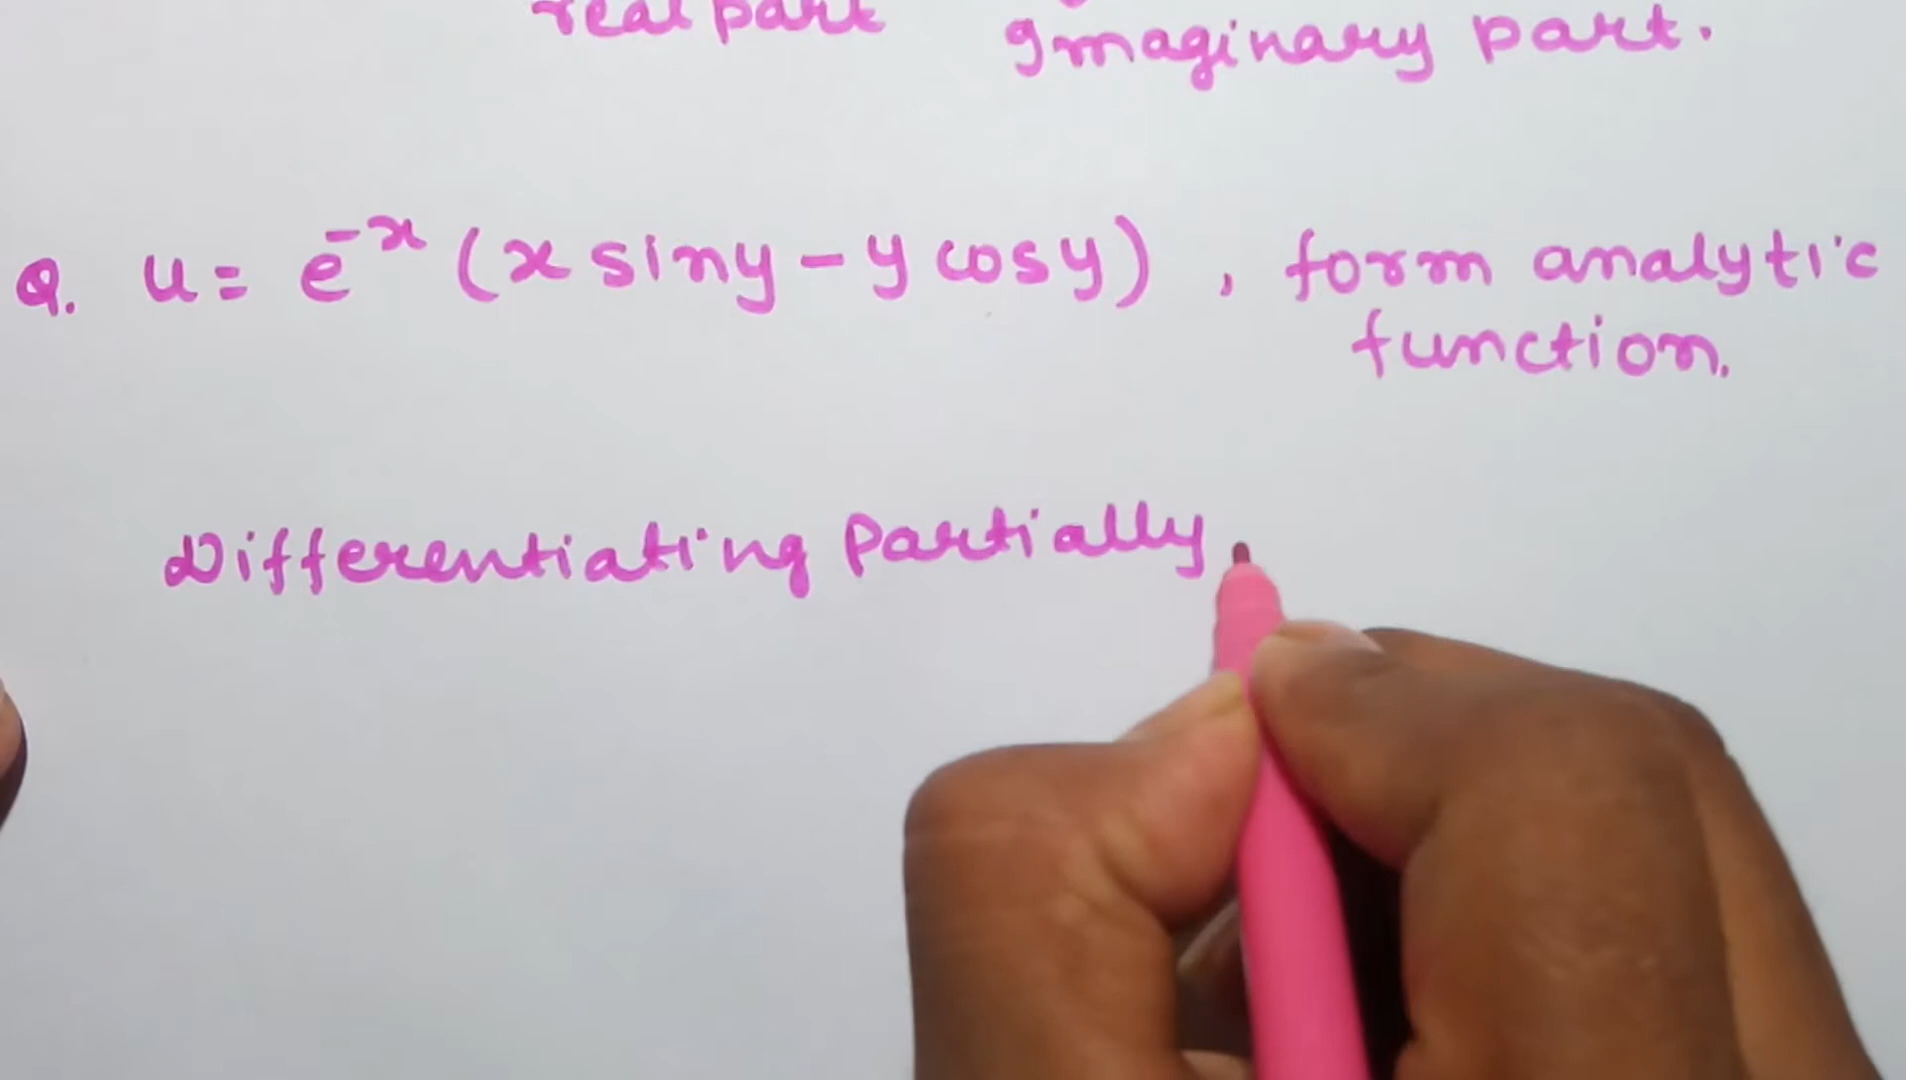 real part Imaginary part.
Q. u = e^-x (x siny - y cosy) , form analytic
function.
Differentiating Partially